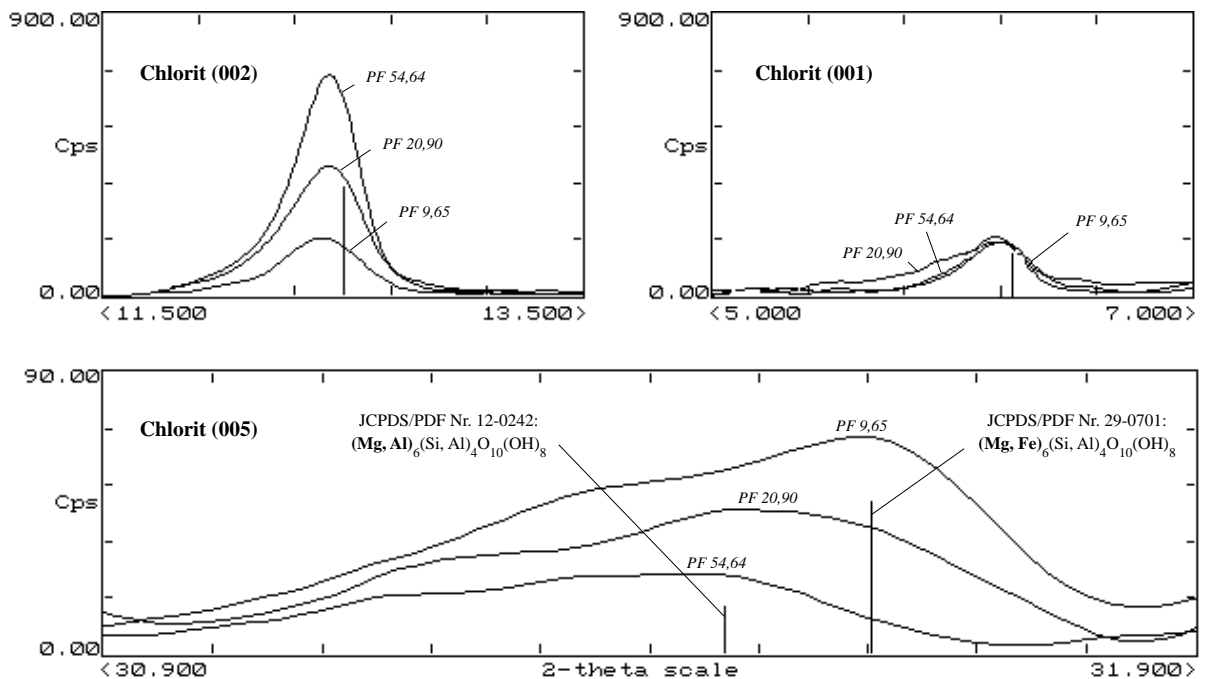 900.00
Chlorit (002)
PF 54,64
PF 20,90
PF 9,65
Cps
0.00
<11.500 13.500>
900.00
Chlorit (001)
Cps
PF 54,64
PF 9,65
PF 20,90
0.00
<5.000 7.000>
90.00
Chlorit (005)
JCPDS/PDF Nr. 12-0242:
(Mg, Al)₆(Si, Al)₄O₁₀(OH)₈
PF 9,65
JCPDS/PDF Nr. 29-0701:
(Mg, Fe)₆(Si, Al)₄O₁₀(OH)₈
Cps
PF 20,90
PF 54,64
0.00
<30.900 2-theta scale 31.900>